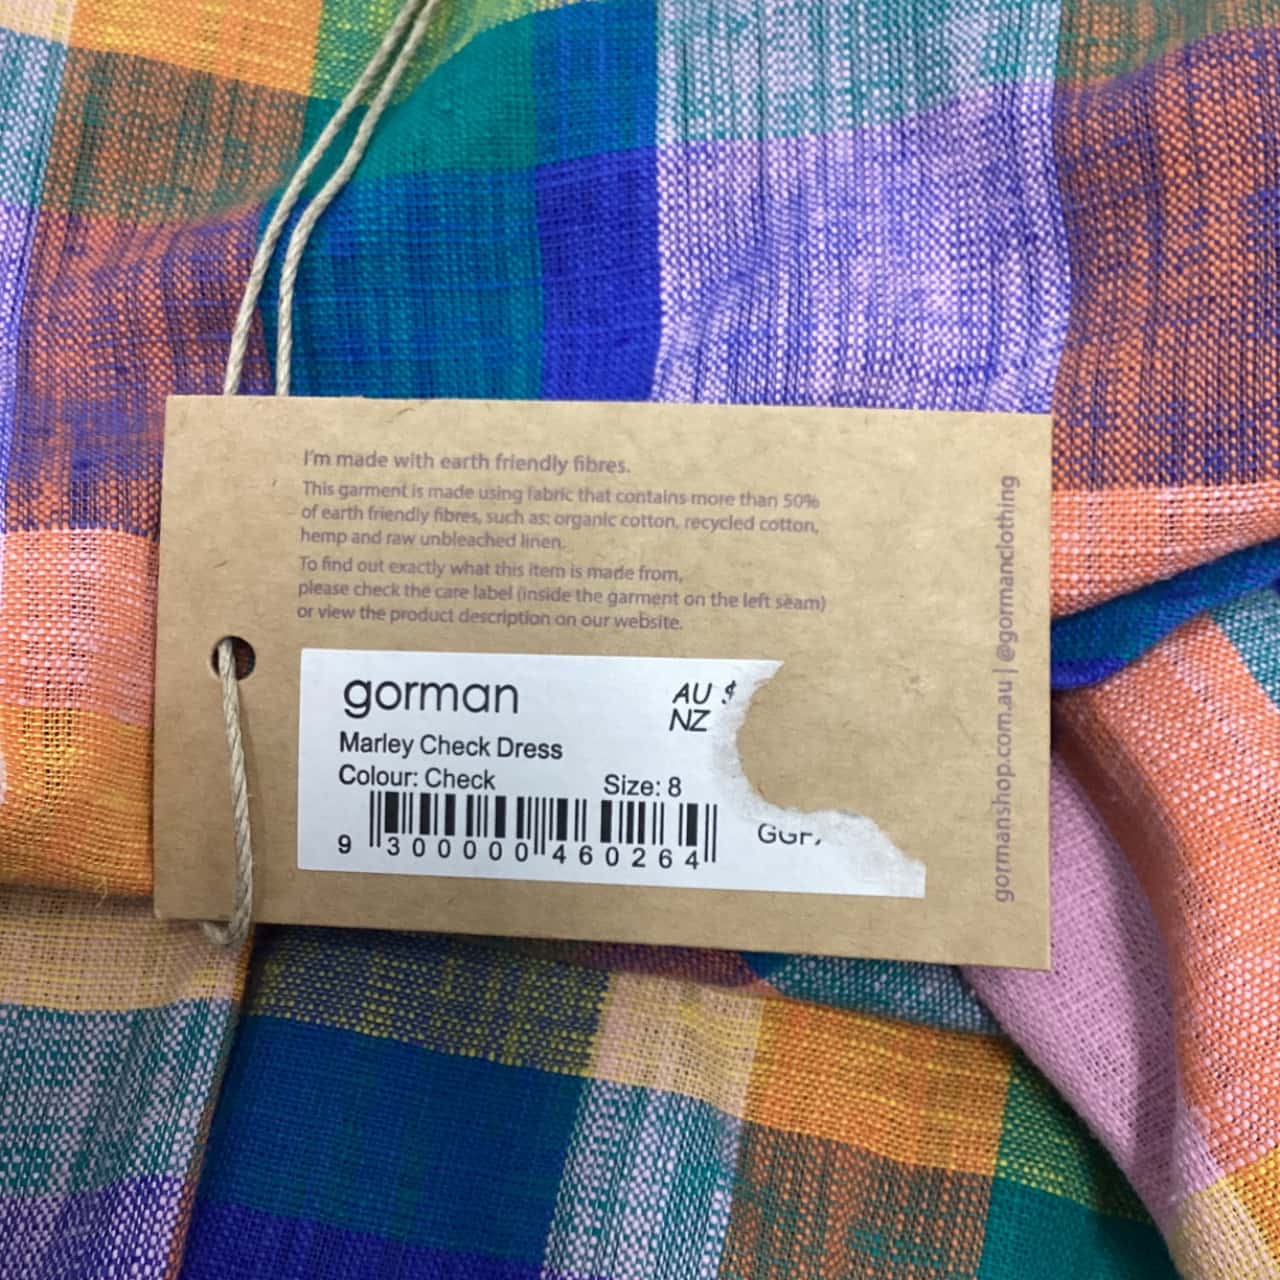 I'm made with earth friendly fibres.
This garment is made using fabric that contains more than 50%
of earth friendly fibres, such as: organic cotton, recycled cotton,
hemp and raw unbleached linen.
To find out exactly what this item is made from,
please check the care label (inside the garment on the left seam)
or view the product description on our website.
gorman
AU $
NZ
Marley Check Dress
Colour: Check
Size: 8
9 300000 460264
gormanshop.com.au | @gormanclothing